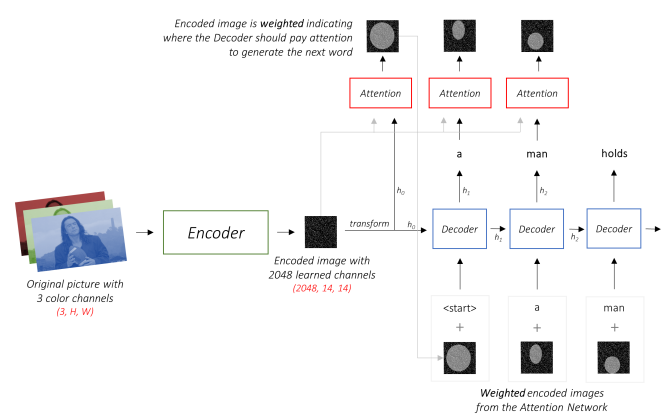 Encoded image is weighted indicating
where the Decoder should pay attention
to generate the next word
Attention
Attention
Attention
a
man
holds
h0
h1
h2
Encoder
transform
h0
Decoder
h1
Decoder
h2
Decoder
Original picture with
3 color channels
(3, H, W)
Encoded image with
2048 learned channels
(2048, 14, 14)
<start>
a
man
+
+
+
Weighted encoded images
from the Attention Network